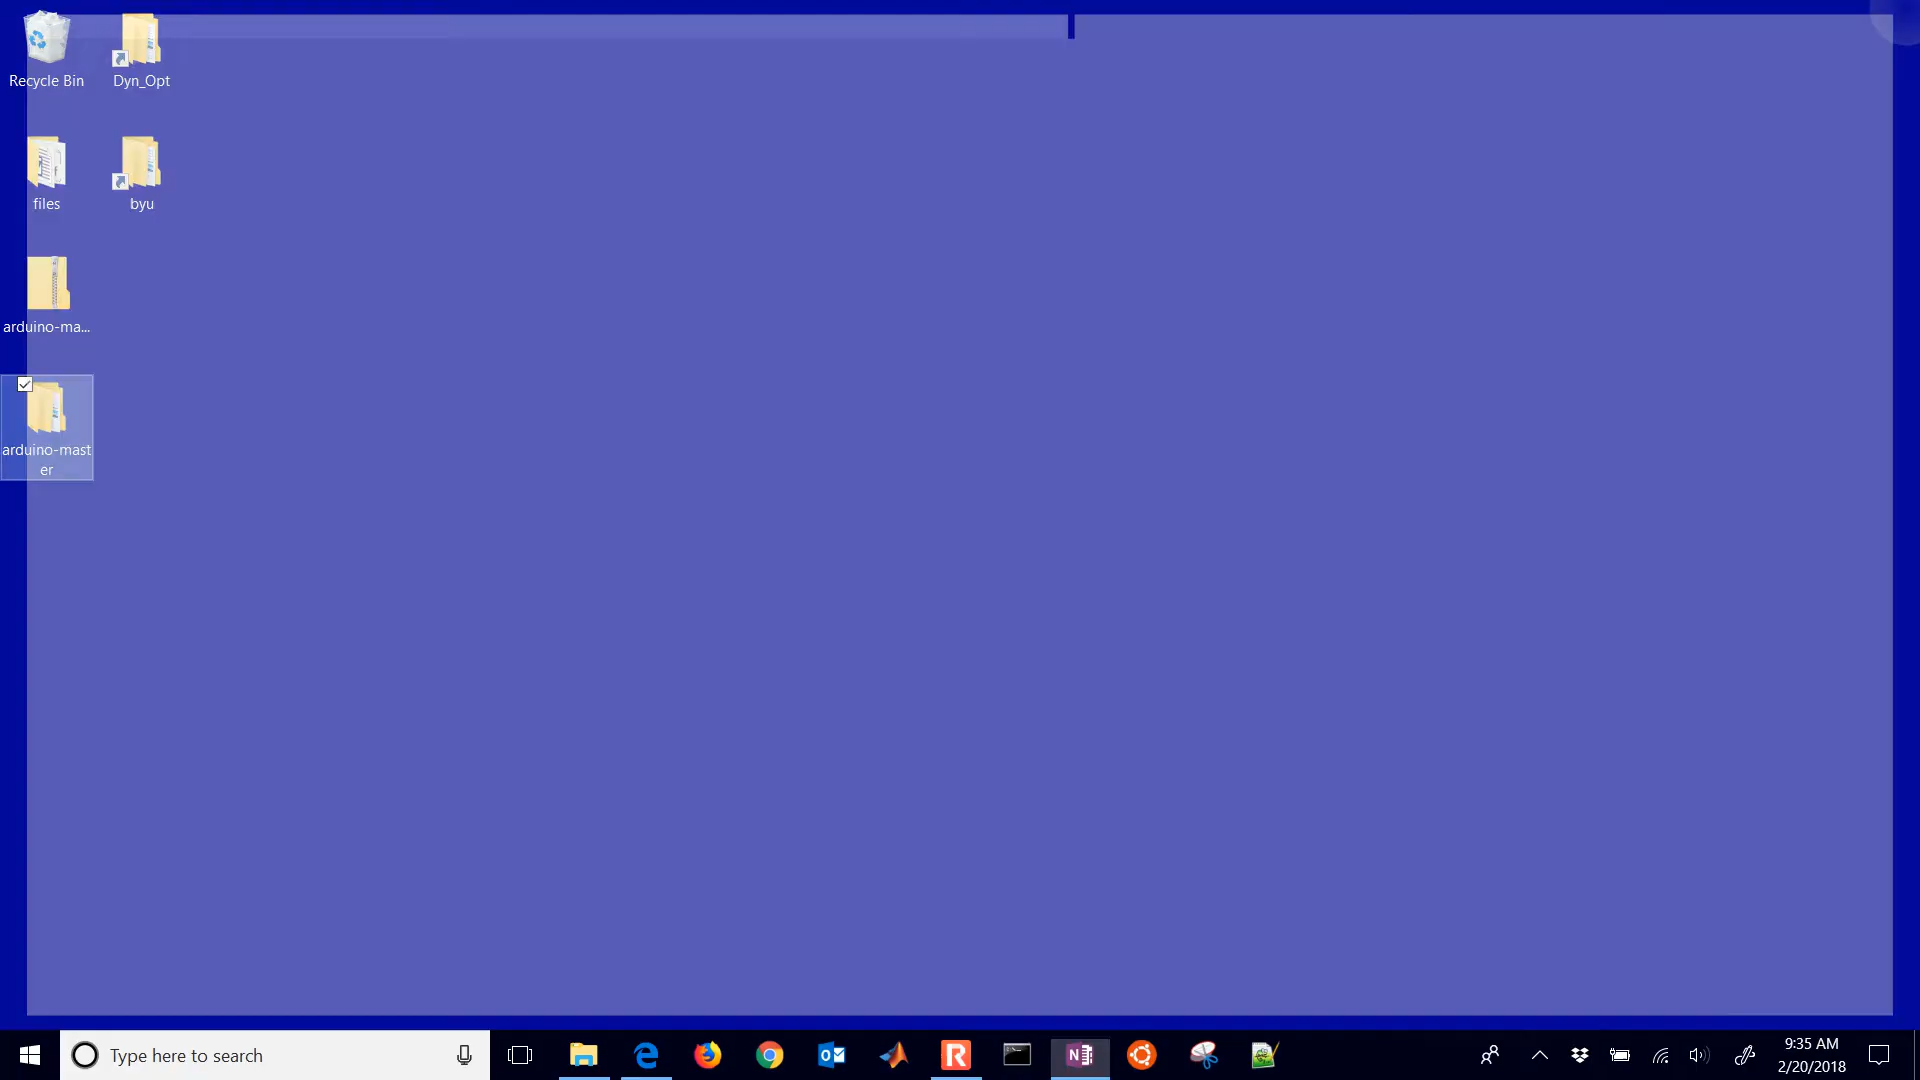 Recycle Bin
Dyn_Opt
files
byu
arduino-ma...
arduino-mast
er
Type here to search
9:35 AM
2/20/2018